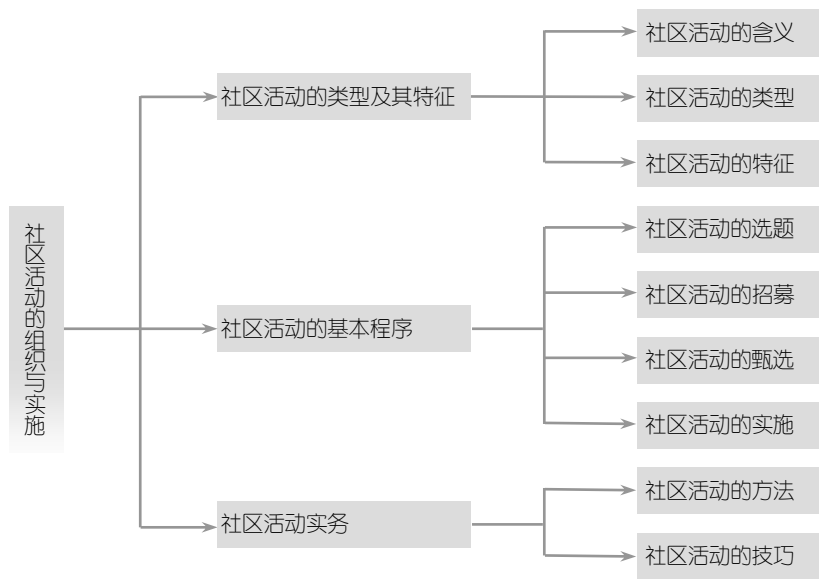 社区活动的组织与实施
社区活动的类型及其特征
社区活动的含义
社区活动的类型
社区活动的特征
社区活动的基本程序
社区活动的选题
社区活动的招募
社区活动的甄选
社区活动的实施
社区活动实务
社区活动的方法
社区活动的技巧